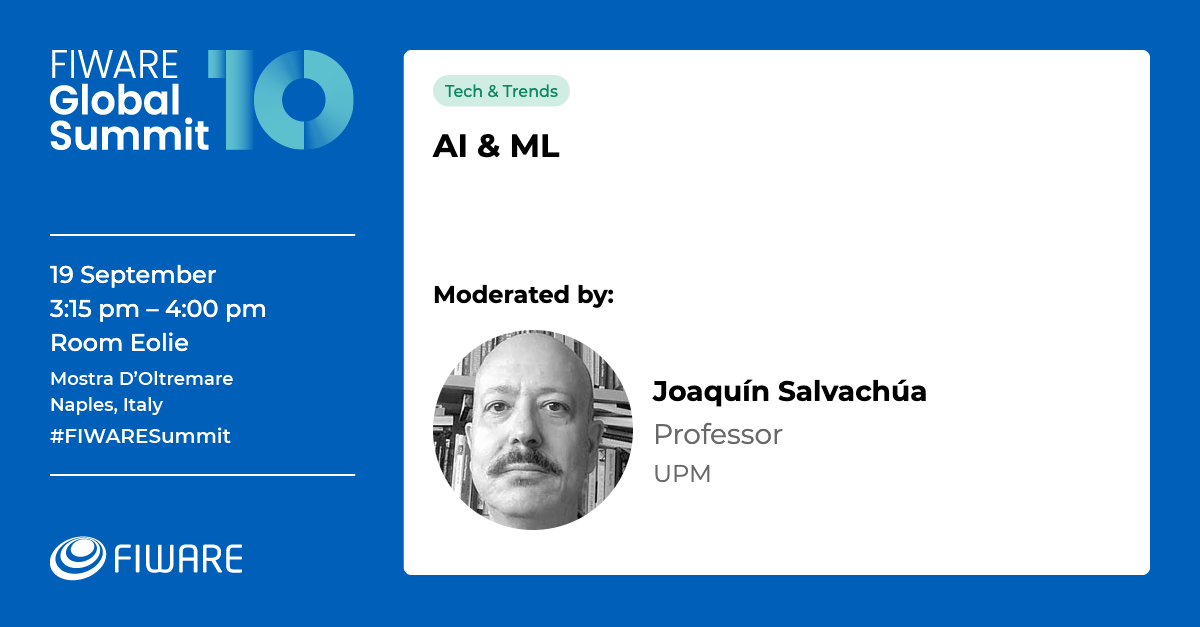 FIWARE
Global
Summit
10
19 September
3:15 pm – 4:00 pm
Room Eolie
Mostra D’Oltremare
Naples, Italy
#FIWARESummit
FIWARE
Tech & Trends
AI & ML
Moderated by:
Joaquín Salvachúa
Professor
UPM